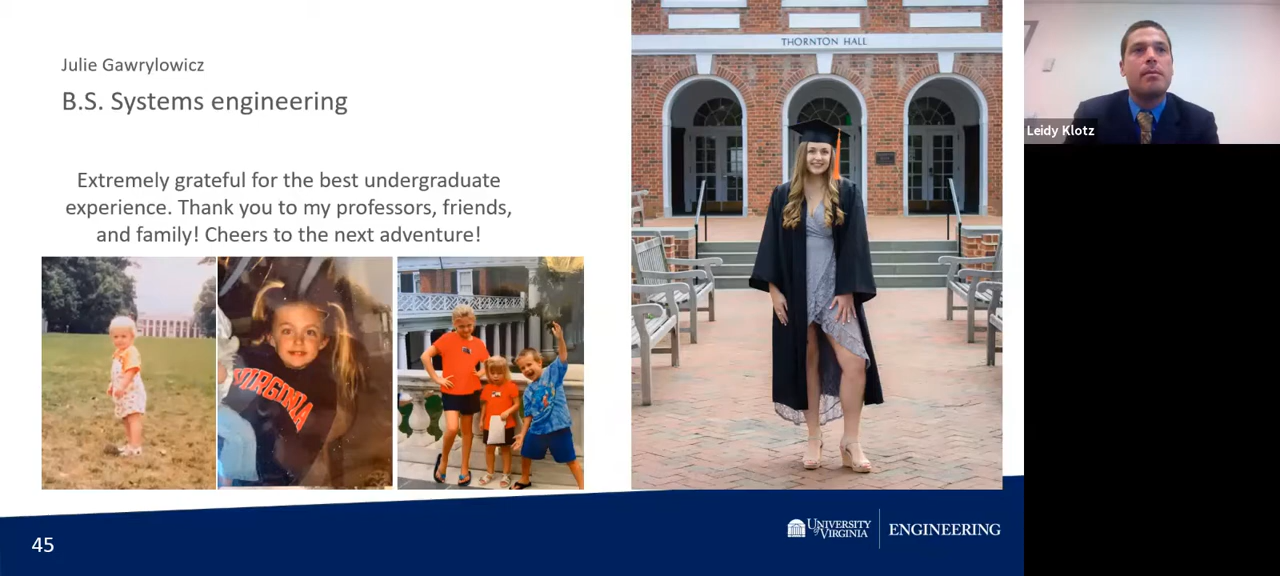 Julie Gawrylowicz
B.S. Systems engineering
Extremely grateful for the best undergraduate
experience. Thank you to my professors, friends,
and family! Cheers to the next adventure!
THORNTON HALL
VIRGINIA
45
UNIVERSITY
of VIRGINIA
ENGINEERING
Leidy Klotz